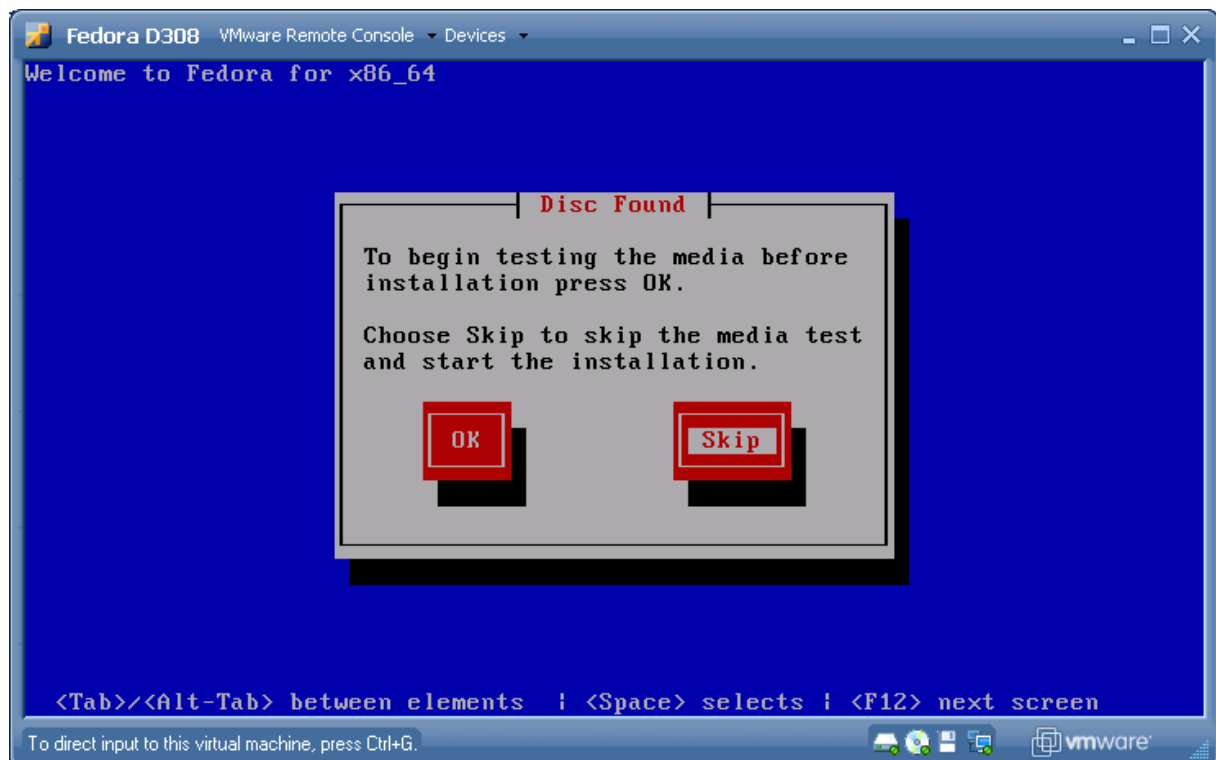 Fedora D308 VMware Remote Console Devices
Welcome to Fedora for x86_64
Disc Found
To begin testing the media before
installation press OK.
Choose Skip to skip the media test
and start the installation.
OK Skip
<Tab>/<Alt-Tab> between elements | <Space> selects | <F12> next screen
To direct input to this virtual machine, press Ctrl+G.
vmware